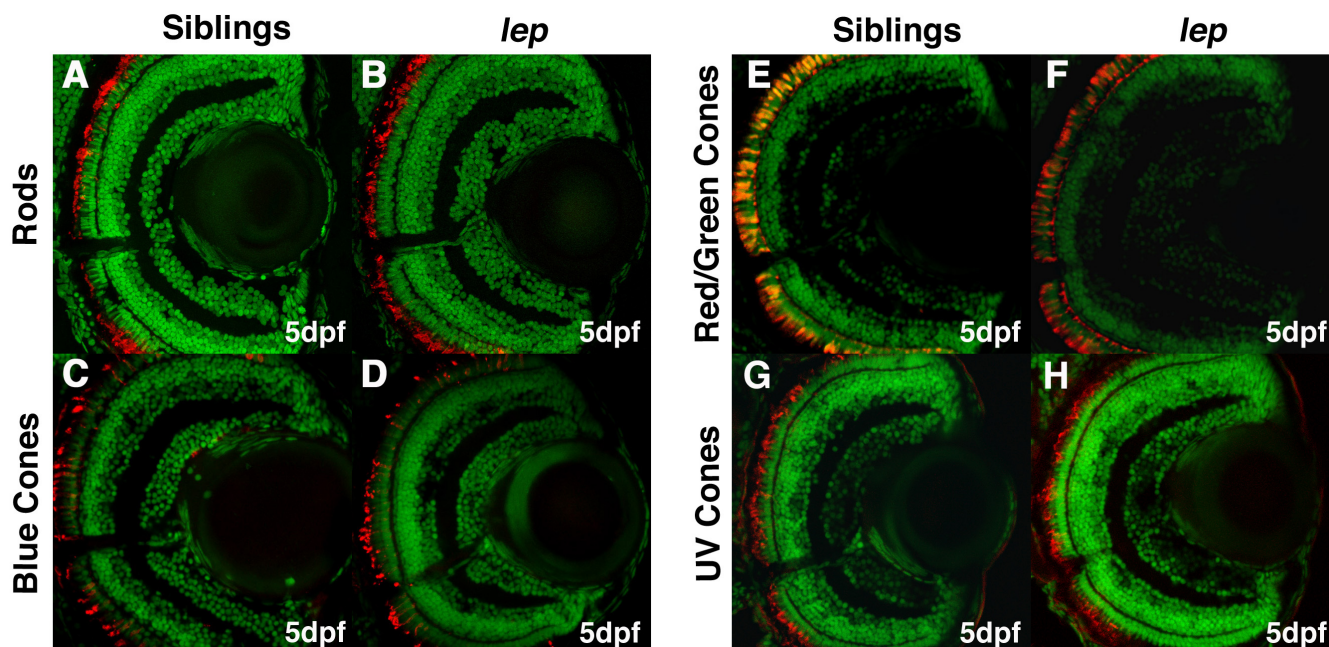 Siblings lep Siblings lep
A B E F
Rods
Red/Green Cones
5dpf 5dpf 5dpf 5dpf
C D G H
Blue Cones
UV Cones
5dpf 5dpf 5dpf 5dpf